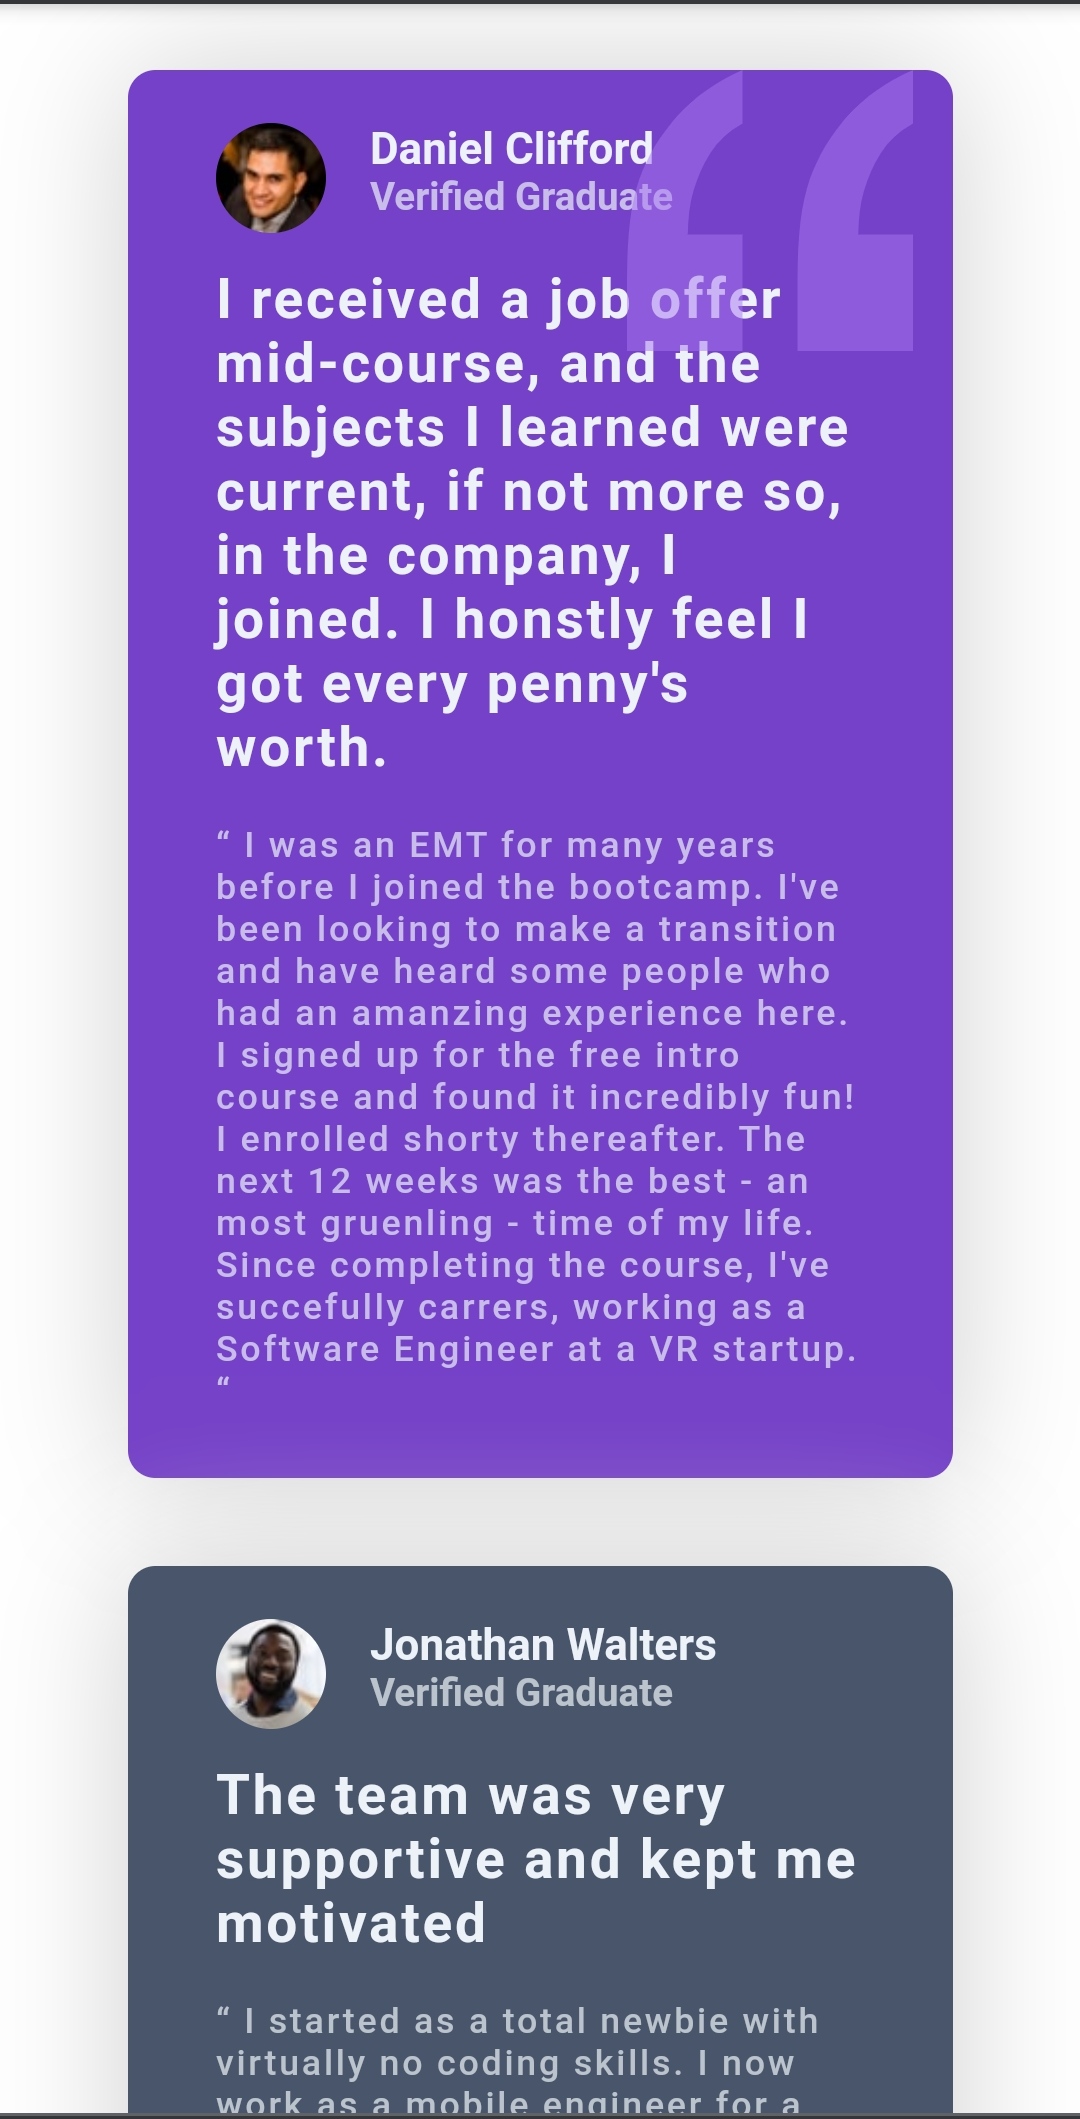 Daniel Clifford
Verified Graduate
I received a job offer
mid-course, and the
subjects I learned were
current, if not more so,
in the company, I
joined. I honstly feel I
got every penny's
worth.
“ I was an EMT for many years
before I joined the bootcamp. I've
been looking to make a transition
and have heard some people who
had an amanzing experience here.
I signed up for the free intro
course and found it incredibly fun!
I enrolled shorty thereafter. The
next 12 weeks was the best - an
most gruenling - time of my life.
Since completing the course, I've
succefully carrers, working as a
Software Engineer at a VR startup.
“
Jonathan Walters
Verified Graduate
The team was very
supportive and kept me
motivated
“ I started as a total newbie with
virtually no coding skills. I now
work as a mobile engineer for a